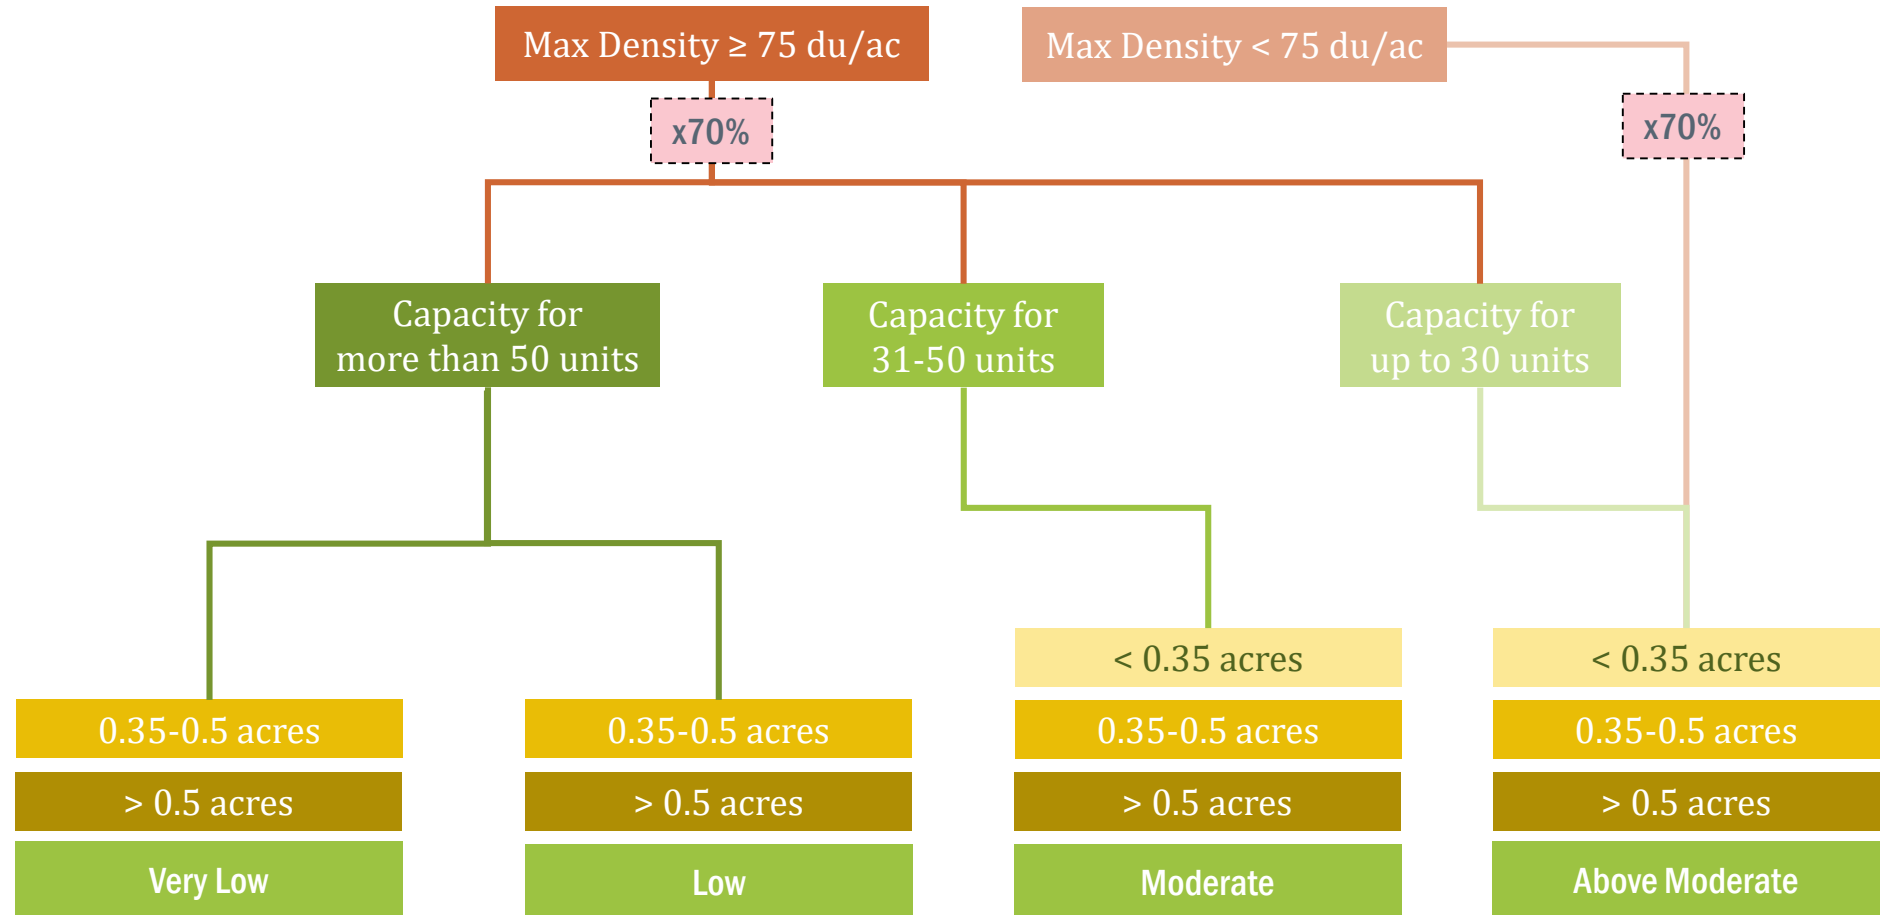 Max Density ≥ 75 du/ac
Max Density < 75 du/ac
x70%
x70%
Capacity for
more than 50 units
Capacity for
31-50 units
Capacity for
up to 30 units
< 0.35 acres
< 0.35 acres
0.35-0.5 acres
0.35-0.5 acres
0.35-0.5 acres
0.35-0.5 acres
> 0.5 acres
> 0.5 acres
> 0.5 acres
> 0.5 acres
Very Low
Low
Moderate
Above Moderate